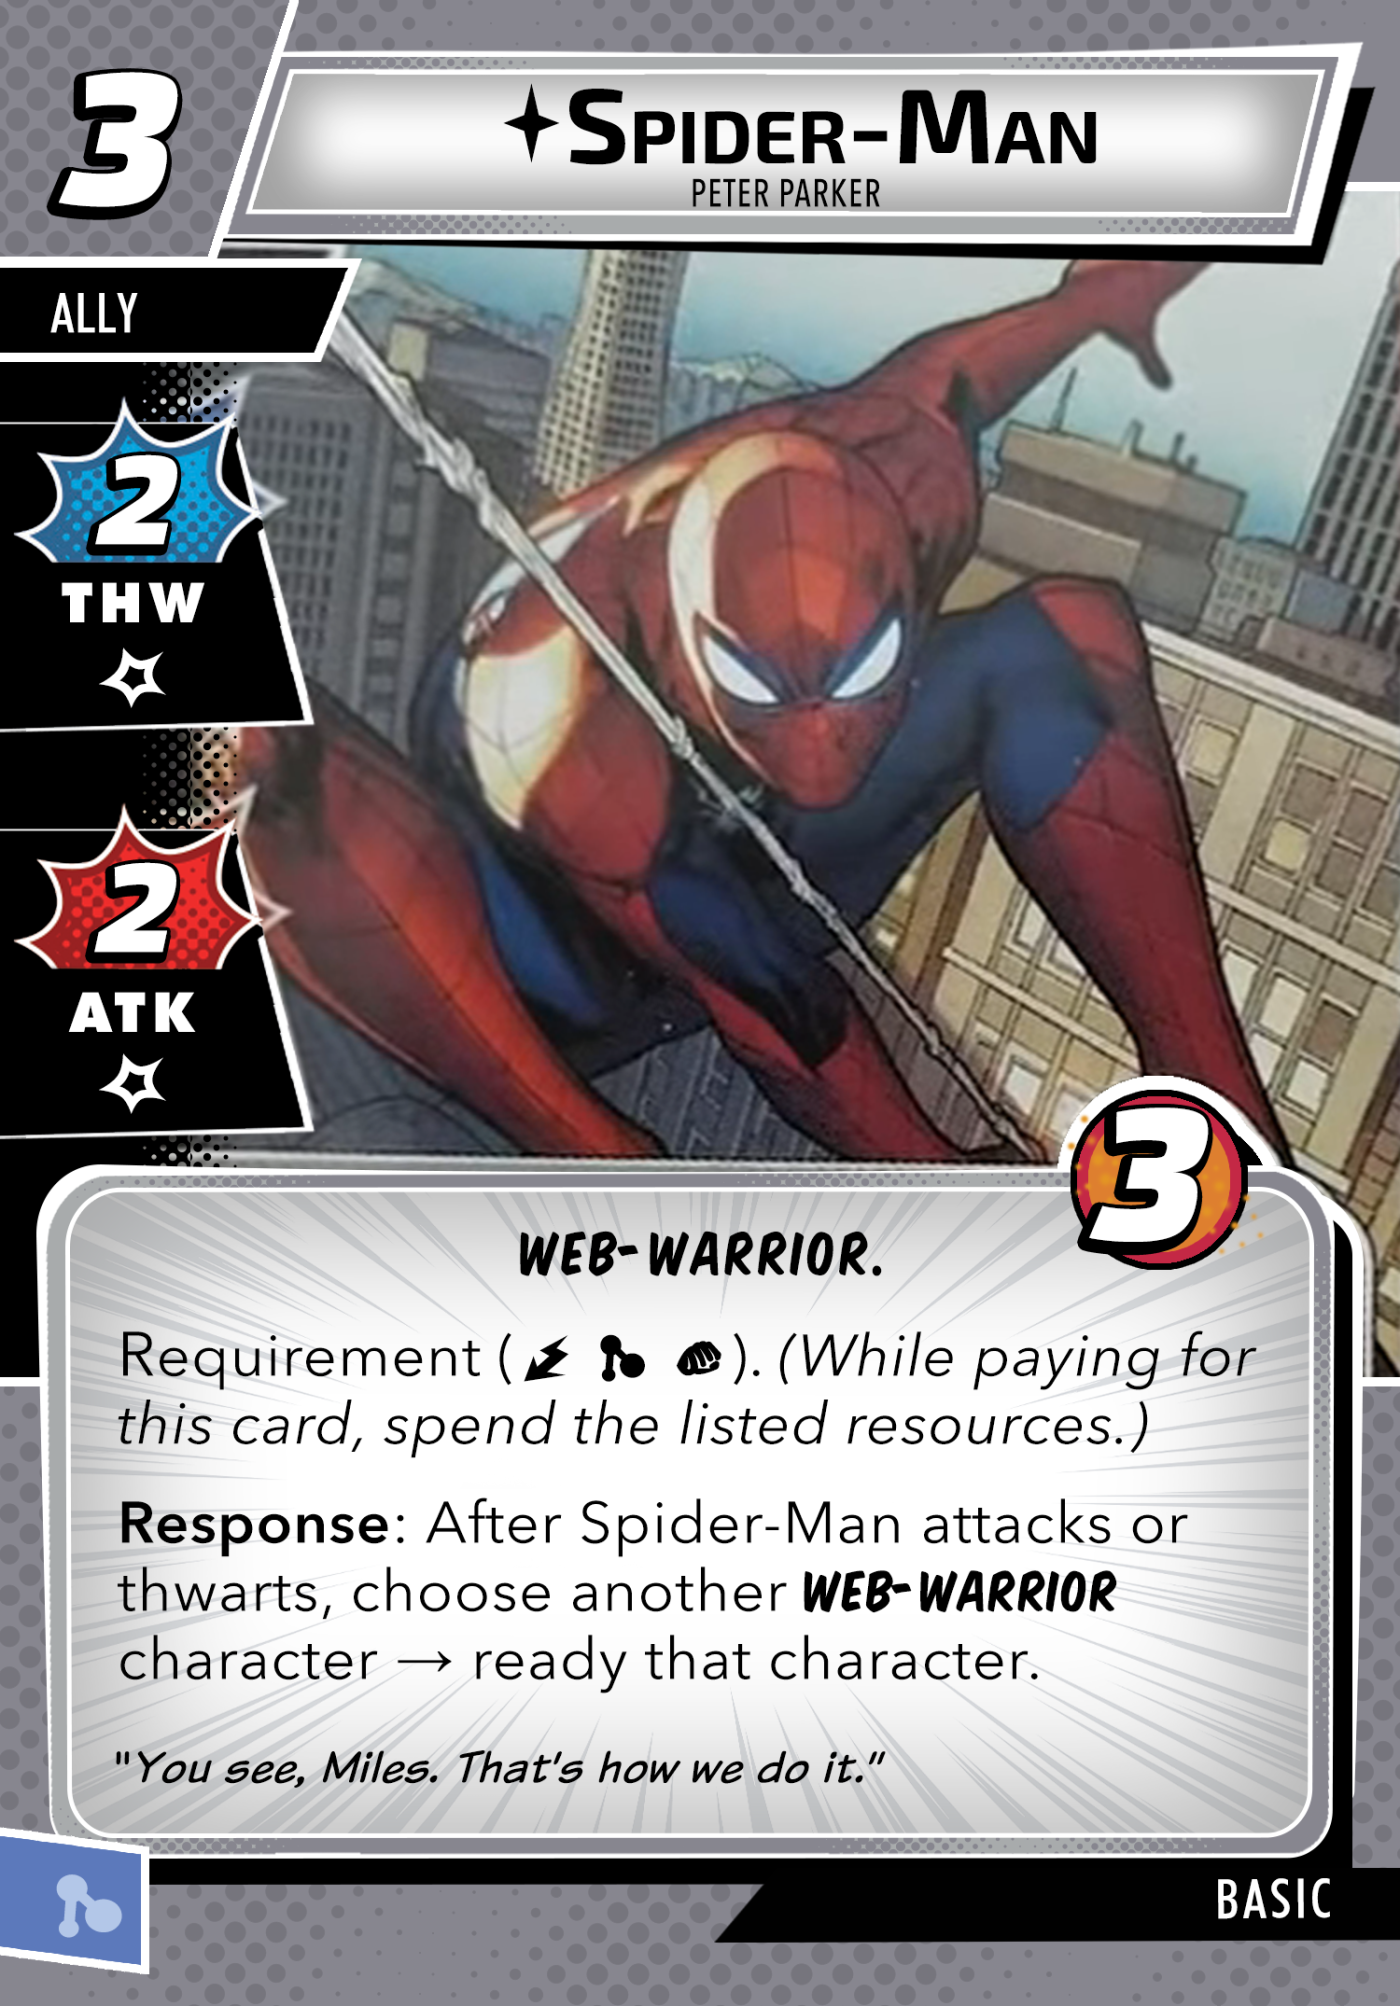 3
SPIDER-MAN
PETER PARKER
ALLY
2
THW
2
ATK
3
WEB-WARRIOR.
Requirement ( ). (While paying for
this card, spend the listed resources.)
Response: After Spider-Man attacks or
thwarts, choose another WEB-WARRIOR
character → ready that character.
"You see, Miles. That's how we do it."
BASIC